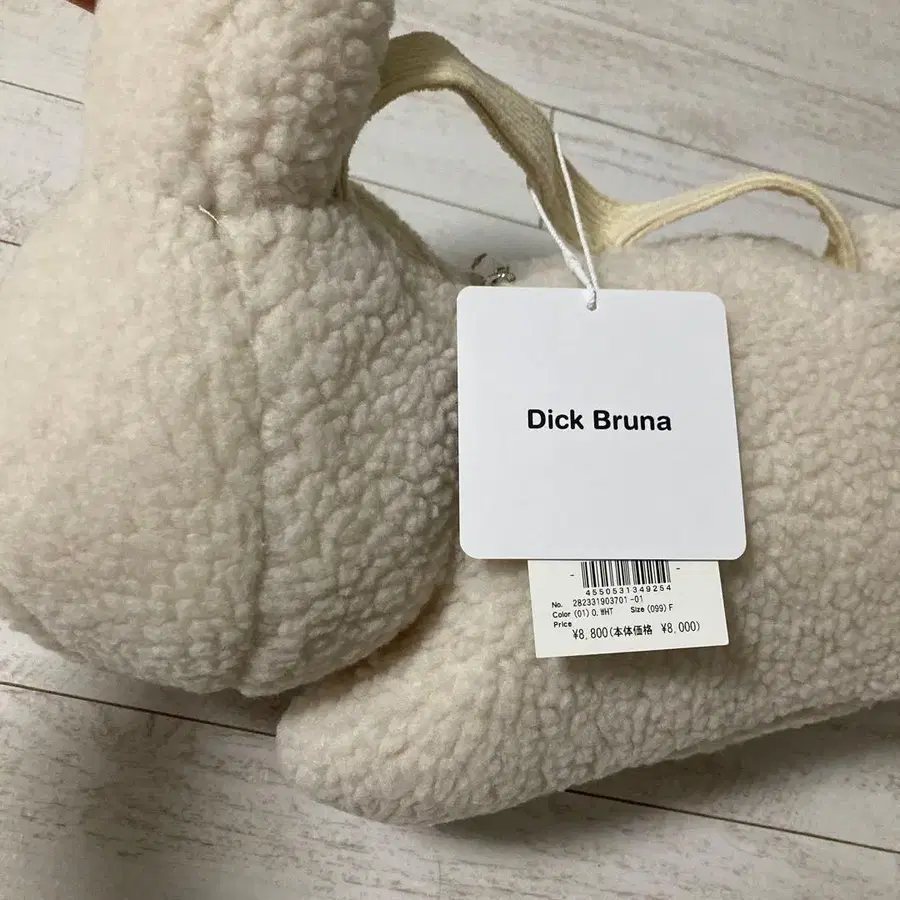 Dick Bruna
4550531349254
No. 282331903701 -01
Color (01) O.WHT Size (099) F
Price
¥8,800(本体価格 ¥8,000)